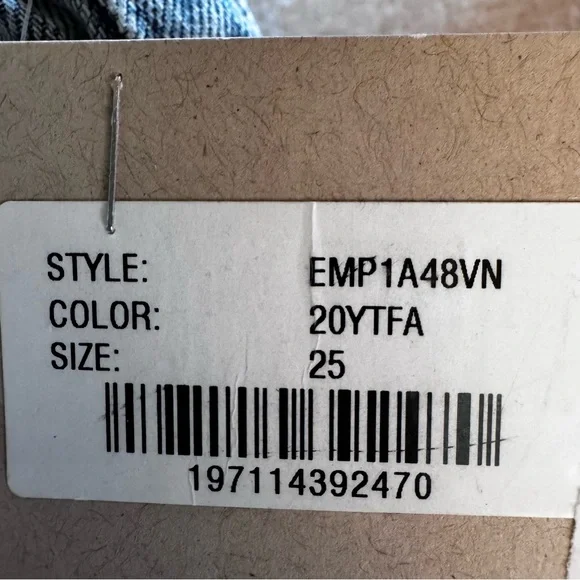 STYLE: EMP1A48VN
COLOR: 20YTFA
SIZE: 25
197114392470